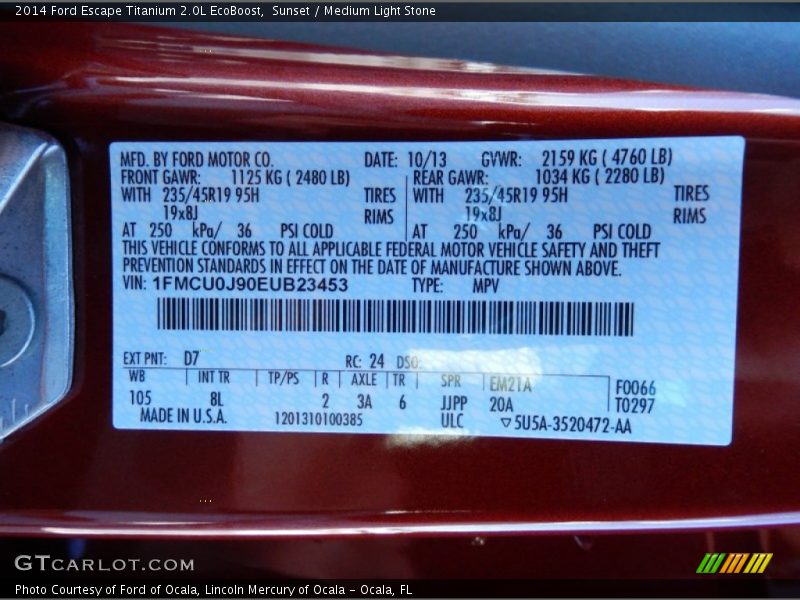 2014 Ford Escape Titanium 2.0L EcoBoost, Sunset / Medium Light Stone
MFD. BY FORD MOTOR CO. DATE: 10/13 GVWR: 2159 KG ( 4760 LB)
FRONT GAWR: 1125 KG ( 2480 LB) REAR GAWR: 1034 KG ( 2280 LB)
WITH 235/45R19 95H TIRES WITH 235/45R19 95H TIRES
19x8J RIMS 19x8J RIMS
AT 250 kPa/ 36 PSI COLD AT 250 kPa/ 36 PSI COLD
THIS VEHICLE CONFORMS TO ALL APPLICABLE FEDERAL MOTOR VEHICLE SAFETY AND THEFT
PREVENTION STANDARDS IN EFFECT ON THE DATE OF MANUFACTURE SHOWN ABOVE.
VIN: 1FMCU0J90EUB23453 TYPE: MPV
EXT PNT: D7 RC: 24 DSO:
WB INT TR TP/PS R AXLE TR SPR EM21A F0066
105 8L 2 3A 6 JJPP 20A T0297
MADE IN U.S.A. 1201310100385 ULC ▽5U5A-3520472-AA
GTCARLOT.COM
Photo Courtesy of Ford of Ocala, Lincoln Mercury of Ocala - Ocala, FL